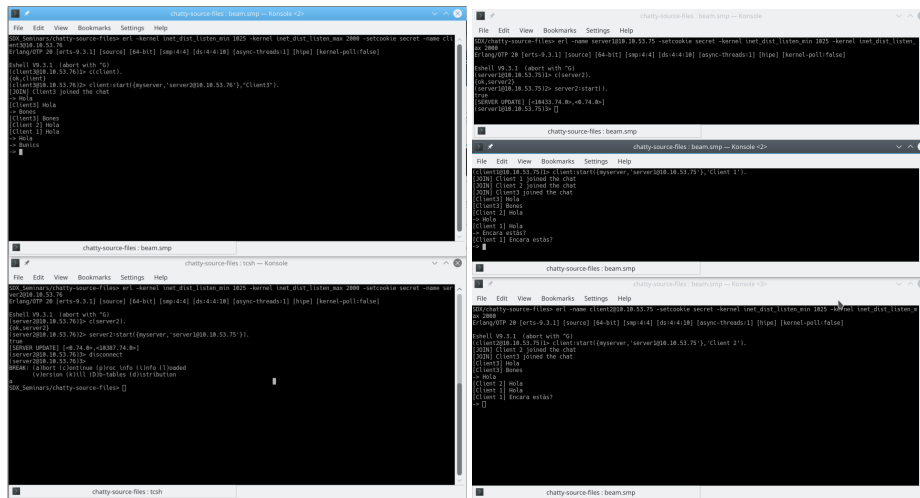 chatty-source-files : beam.smp — Konsole <2>
File Edit View Bookmarks Settings Help
SDX_Seminars/chatty-source-files> erl -kernel inet_dist_listen_min 1025 -kernel inet_dist_listen_max 2000 -setcookie secret -name cli
ent3@10.10.53.76
Erlang/OTP 20 [erts-9.3.1] [source] [64-bit] [smp:4:4] [ds:4:4:10] [async-threads:1] [hipe] [kernel-poll:false]
Eshell V9.3.1 (abort with ^G)
(client3@10.10.53.76)1> c(client).
{ok,client}
(client3@10.10.53.76)2> client:start({myserver,'server2@10.10.53.76'},"Client3").
[JOIN] Client3 joined the chat
-> Hola
[Client3] Hola
-> Bones
[Client3] Bones
[Client 2] Hola
[Client 1] Hola
-> Hola
-> Bunics
->
chatty-source-files : beam.smp
chatty-source-files : tcsh — Konsole
File Edit View Bookmarks Settings Help
SDX_Seminars/chatty-source-files> erl -kernel inet_dist_listen_min 1025 -kernel inet_dist_listen_max 2000 -setcookie secret -name ser
ver2@10.10.53.76
Erlang/OTP 20 [erts-9.3.1] [source] [64-bit] [smp:4:4] [ds:4:4:10] [async-threads:1] [hipe] [kernel-poll:false]
Eshell V9.3.1 (abort with ^G)
(server2@10.10.53.76)1> c(server2).
{ok,server2}
(server2@10.10.53.76)2> server2:start({myserver,'server1@10.10.53.75'}).
true
[SERVER UPDATE] [<0.74.0>,<10387.74.0>]
(server2@10.10.53.76)3> disconnect
(server2@10.10.53.76)3>
BREAK: (a)bort (c)ontinue (p)roc info (i)nfo (l)oaded
(v)ersion (k)ill (D)b-tables (d)istribution
a
SDX_Seminars/chatty-source-files>
chatty-source-files : tcsh
chatty-source-files : beam.smp — Konsole
File Edit View Bookmarks Settings Help
SDX/chatty-source-files> erl -name server1@10.10.53.75 -setcookie secret -kernel inet_dist_listen_min 1025 -kernel inet_dist_listen_m
ax 2000
Erlang/OTP 20 [erts-9.3.1] [source] [64-bit] [smp:4:4] [ds:4:4:10] [async-threads:1] [hipe] [kernel-poll:false]
Eshell V9.3.1 (abort with ^G)
(server1@10.10.53.75)1> c(server2).
{ok,server2}
(server1@10.10.53.75)2> server2:start().
true
[SERVER UPDATE] [<10433.74.0>,<0.74.0>]
(server1@10.10.53.75)3>
chatty-source-files : beam.smp
chatty-source-files : beam.smp — Konsole <2>
File Edit View Bookmarks Settings Help
(client1@10.10.53.75)1> client:start({myserver,'server1@10.10.53.75'},'Client 1').
[JOIN] Client 1 joined the chat
[JOIN] Client 2 joined the chat
[JOIN] Client3 joined the chat
[Client3] Hola
[Client3] Bones
[Client 2] Hola
-> Hola
[Client 1] Hola
-> Encara estàs?
[Client 1] Encara estàs?
->
chatty-source-files : beam.smp
chatty-source-files : beam.smp — Konsole <3>
File Edit View Bookmarks Settings Help
SDX/chatty-source-files> erl -name client2@10.10.53.75 -setcookie secret -kernel inet_dist_listen_min 1025 -kernel inet_dist_listen_m
ax 2000
Erlang/OTP 20 [erts-9.3.1] [source] [64-bit] [smp:4:4] [ds:4:4:10] [async-threads:1] [hipe] [kernel-poll:false]
Eshell V9.3.1 (abort with ^G)
(client2@10.10.53.75)1> client:start({myserver,'server1@10.10.53.75'},'Client 2').
[JOIN] Client 2 joined the chat
[JOIN] Client3 joined the chat
[Client3] Hola
[Client3] Bones
-> Hola
[Client 2] Hola
[Client 1] Hola
[Client 1] Encara estàs?
->
chatty-source-files : beam.smp